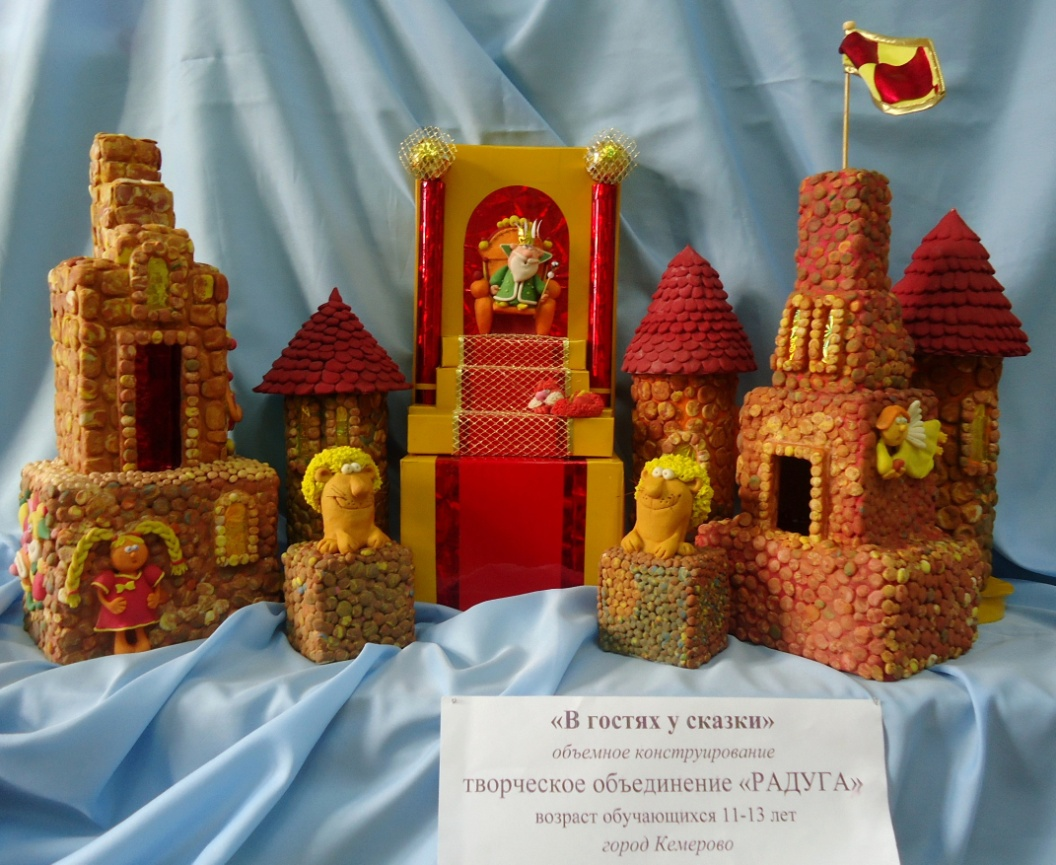 «В гостях у сказки»
объемное конструирование
творческое объединение «РАДУГА»
возраст обучающихся 11-13 лет
город Кемерово